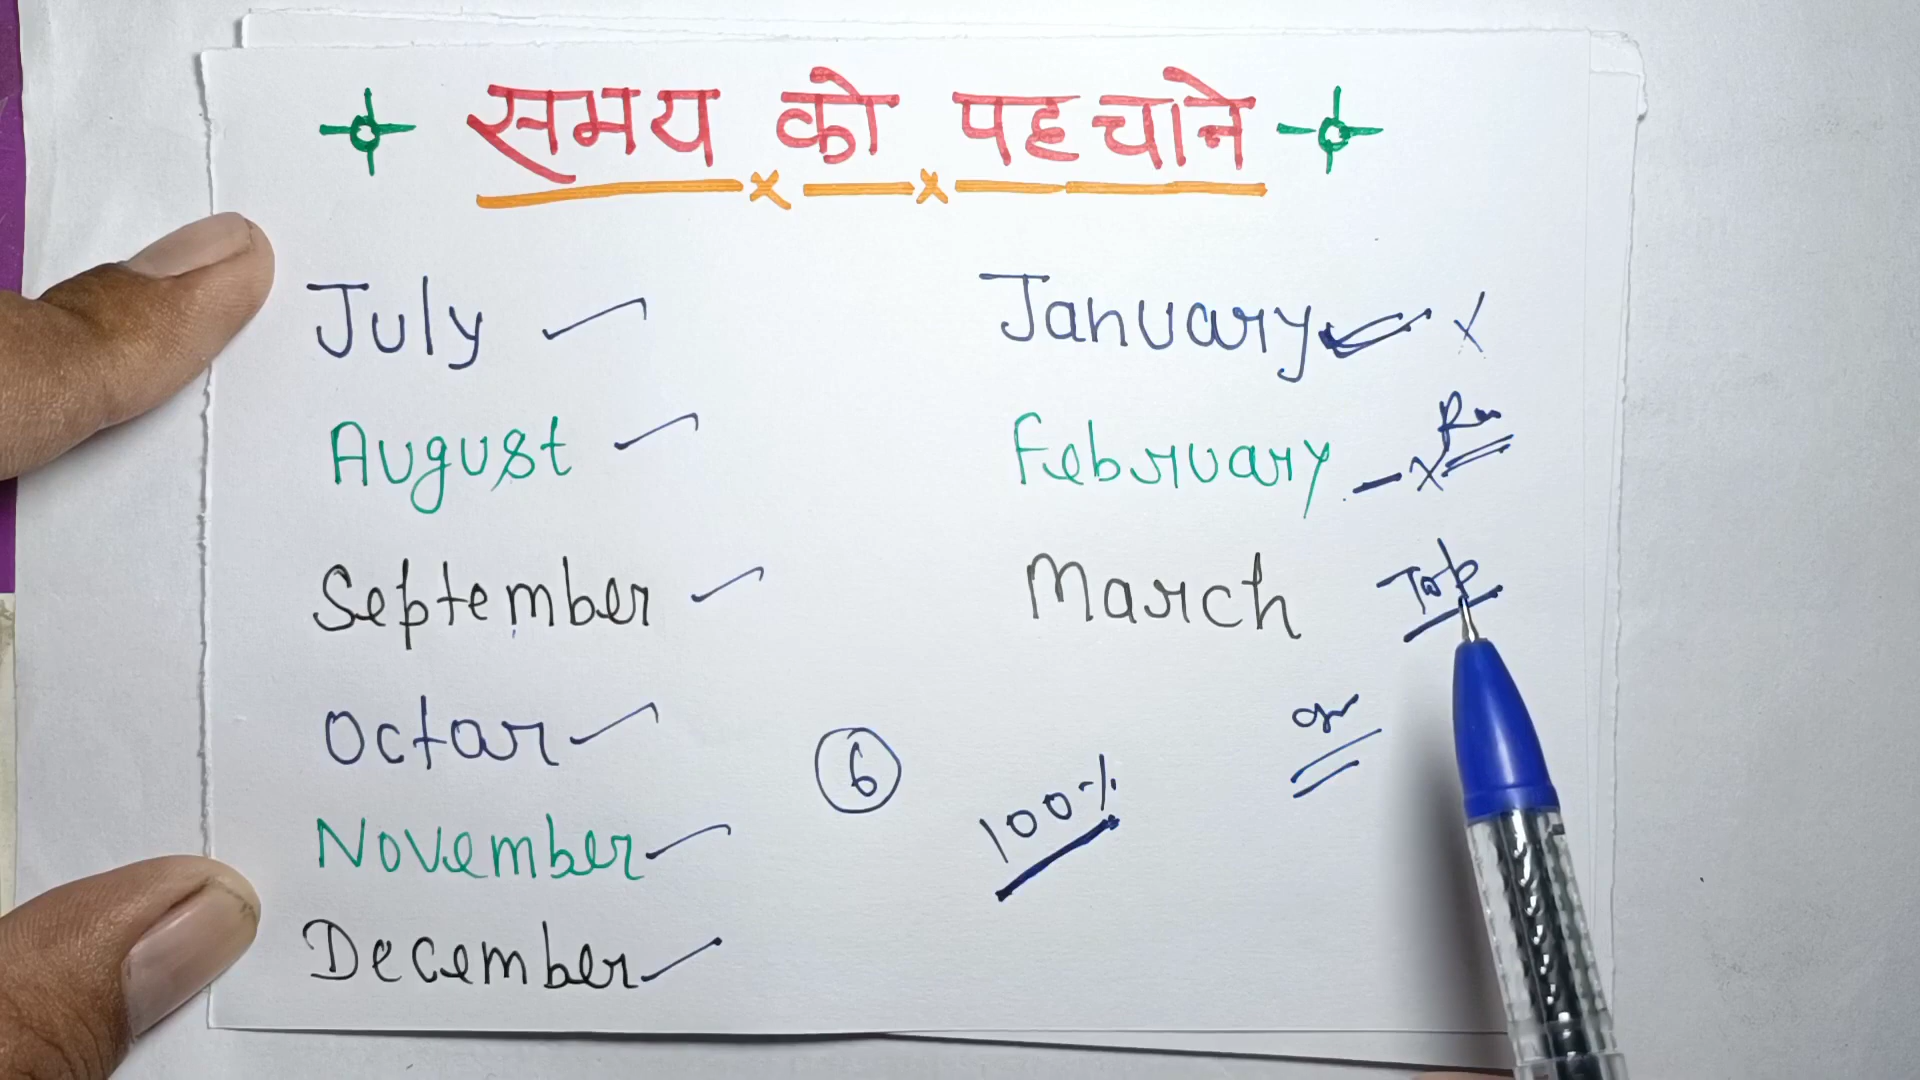 समय को पहचाने
July
August
September
Octar
November
December
6
January
February
March
Top
100%